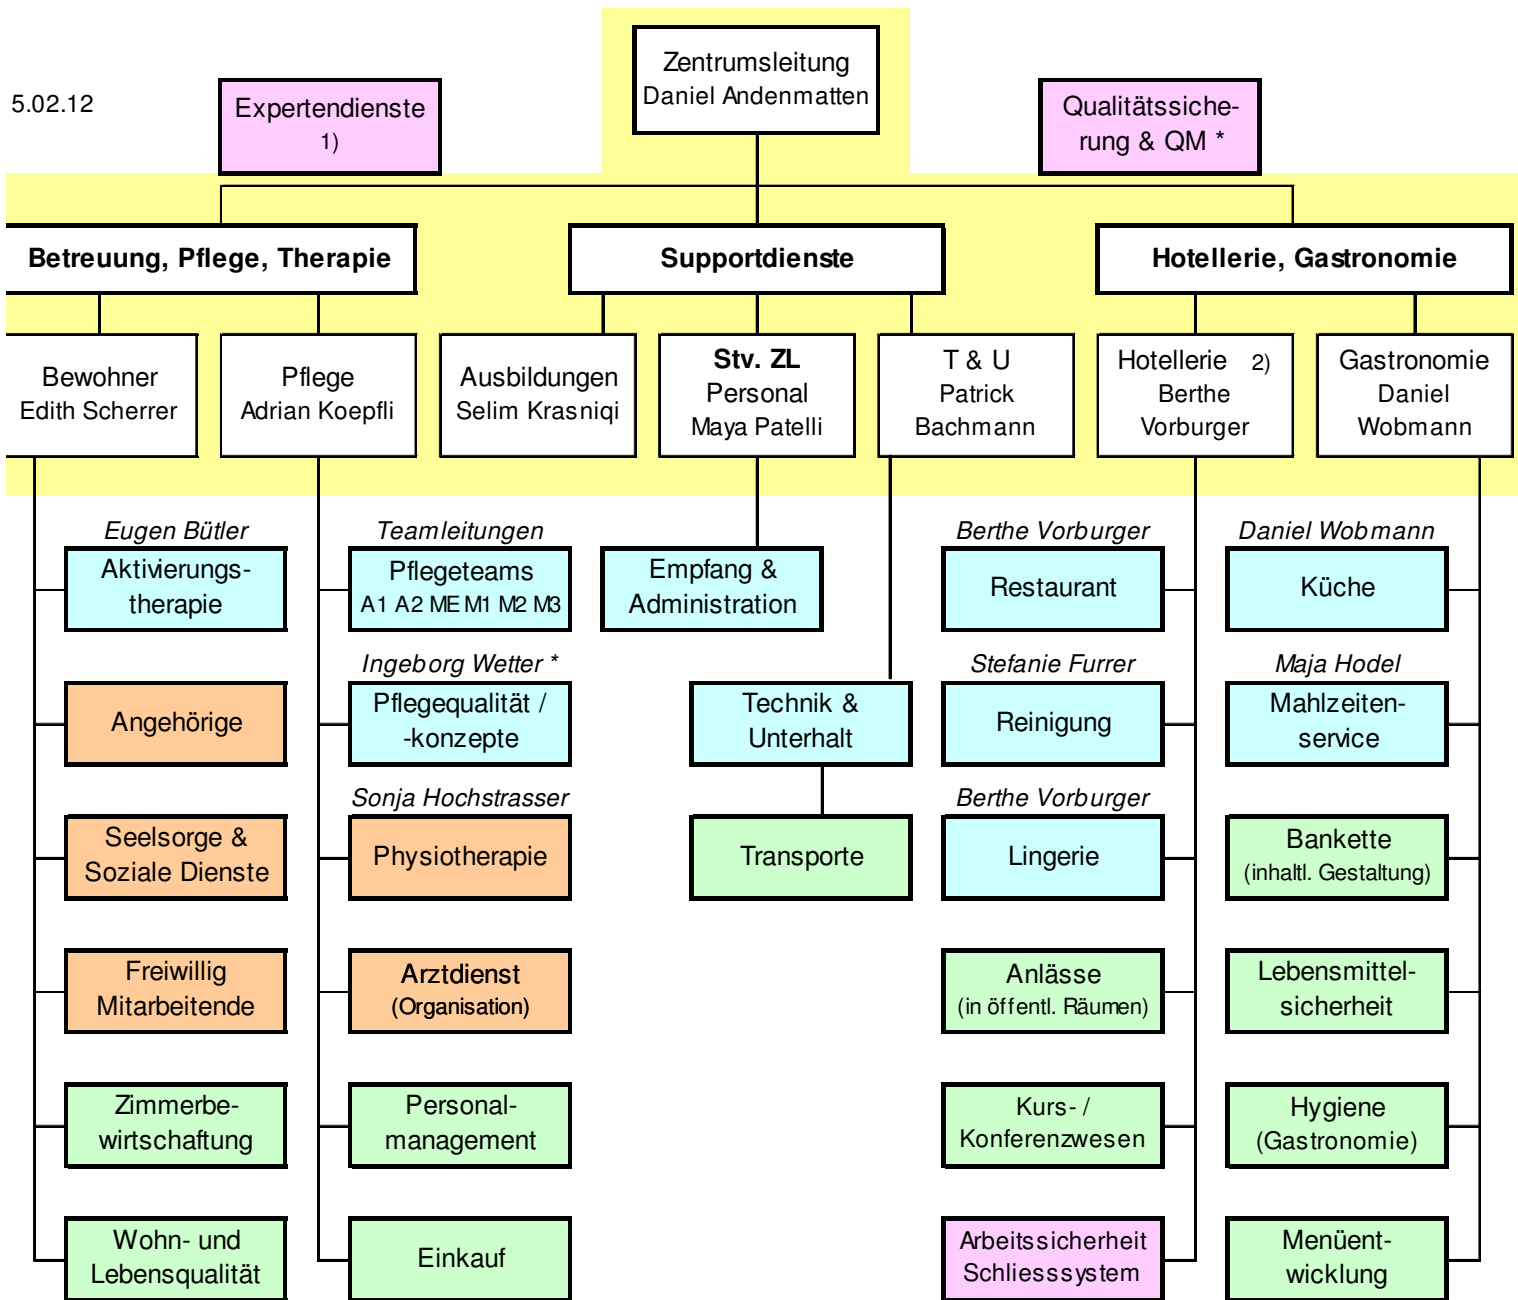 Zentrumsleitung
Daniel Andenmatten
5.02.12
Expertendienste
1)
Qualitätssiche-
rung & QM *
Betreuung, Pflege, Therapie
Supportdienste
Hotellerie, Gastronomie
Bewohner
Edith Scherrer
Pflege
Adrian Koepfli
Ausbildungen
Selim Krasniqi
Stv. ZL
Personal
Maya Patelli
T & U
Patrick
Bachmann
Hotellerie 2)
Berthe
Vorburger
Gastronomie
Daniel
Wobmann
Eugen Bütler
Aktivierungs-
therapie
Teamleitungen
Pflegeteams
A1 A2 ME M1 M2 M3
Empfang &
Administration
Berthe Vorburger
Restaurant
Daniel Wobmann
Küche
Angehörige
Ingeborg Wetter *
Pflegequalität /
-konzepte
Technik &
Unterhalt
Stefanie Furrer
Reinigung
Maja Hodel
Mahlzeiten-
service
Seelsorge &
Soziale Dienste
Sonja Hochstrasser
Physiotherapie
Transporte
Berthe Vorburger
Lingerie
Bankette
(inhaltl. Gestaltung)
Freiwillig
Mitarbeitende
Arztdienst
(Organisation)
Anlässe
(in öffentl. Räumen)
Lebensmittel-
sicherheit
Zimmerbe-
wirtschaftung
Personal-
management
Kurs- /
Konferenzwesen
Hygiene
(Gastronomie)
Wohn- und
Lebensqualität
Einkauf
Arbeitssicherheit
Schliesssystem
Menüent-
wicklung